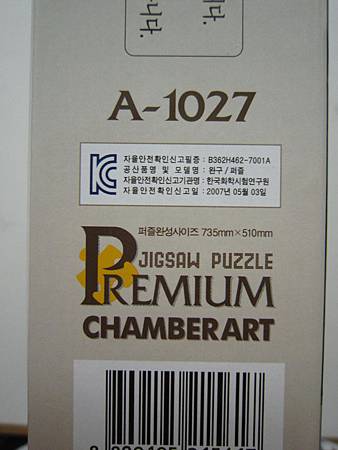 니다.
A-1027
자율안전확인신고필증 : B362H462-7001A
공산품명 및 모델명 : 완구 / 퍼즐
자율안전확인신고기관명 : 한국화학시험연구원
자율안전확인신고일 : 2007년 05월 03일
퍼즐완성사이즈 735mm×510mm
JIGSAW PUZZLE
PREMIUM
CHAMBERART